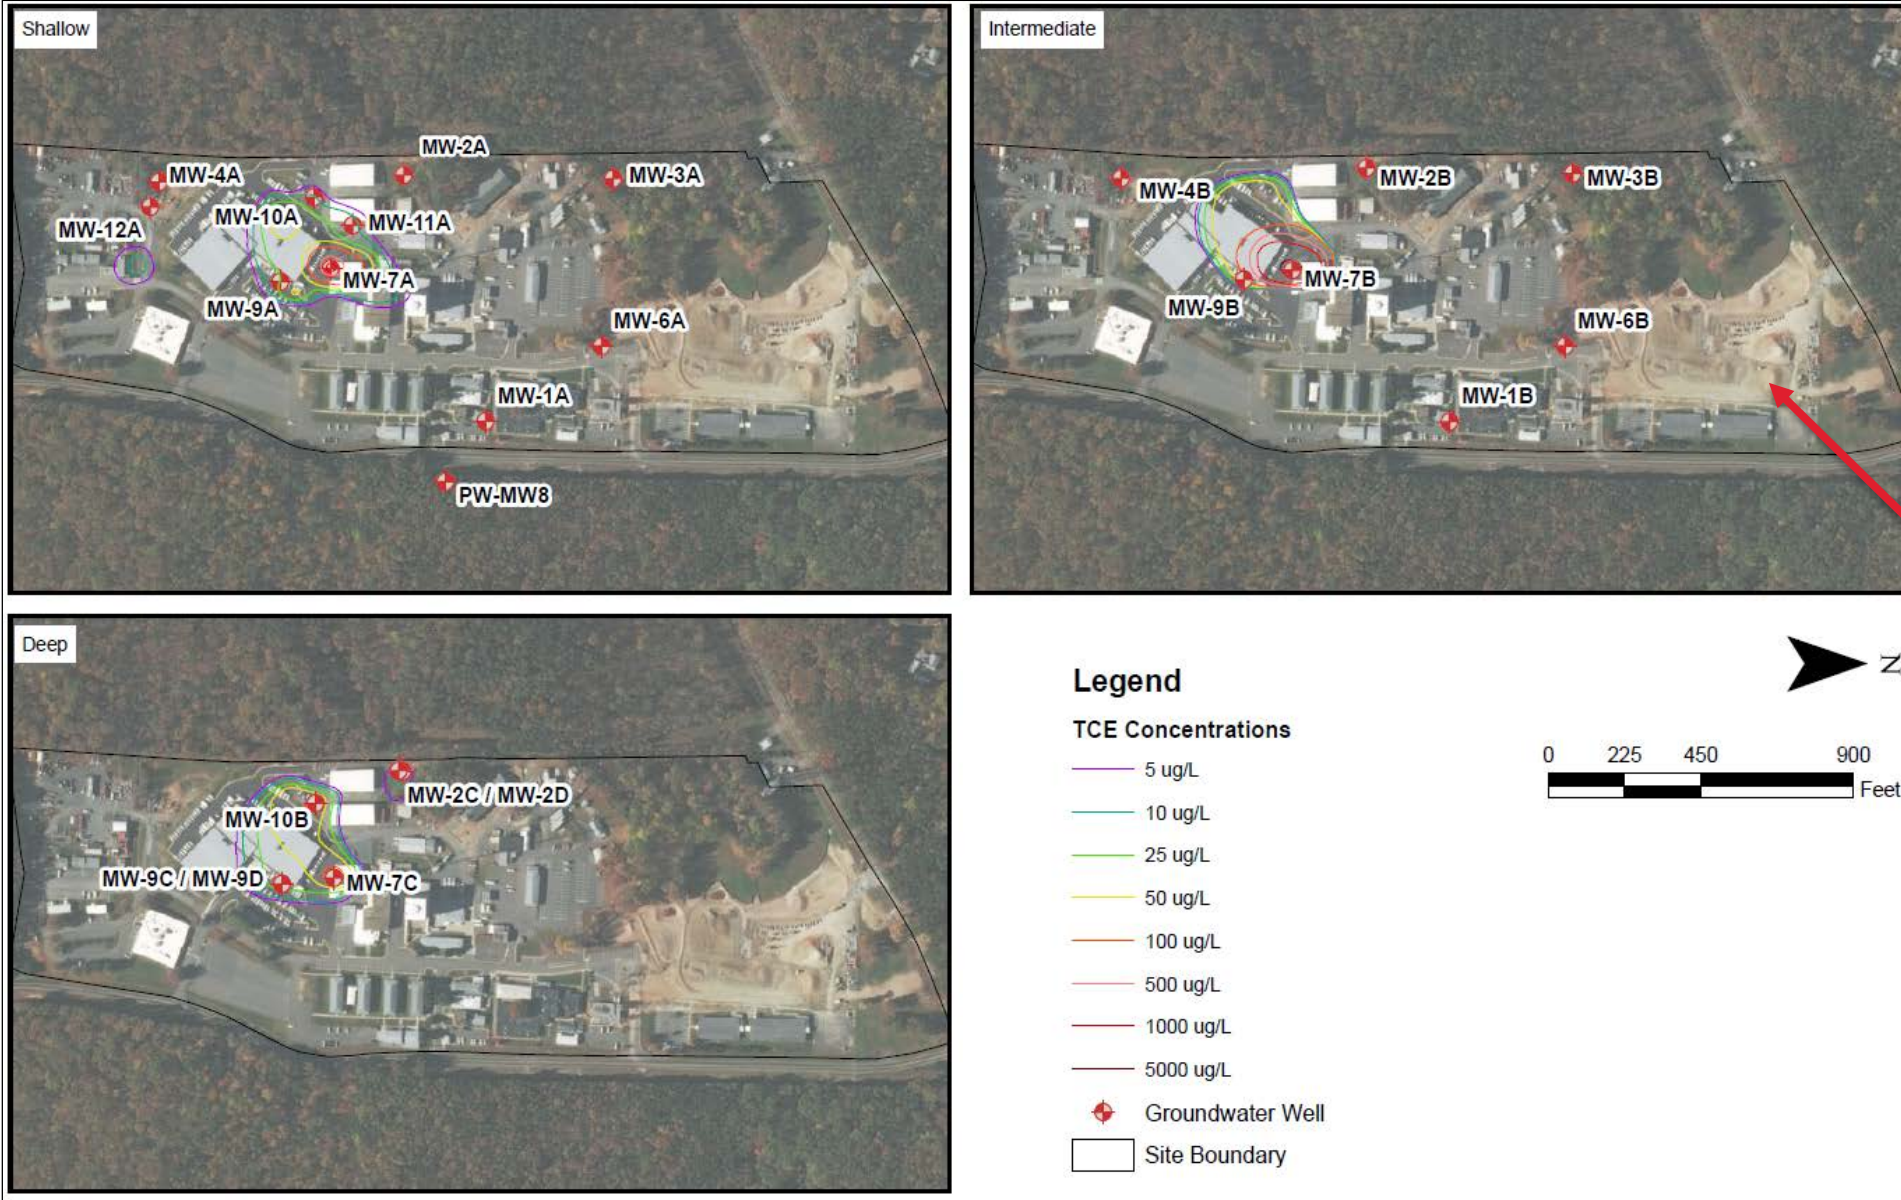 Shallow
MW-2A
MW-4A
MW-3A
MW-10A
MW-11A
MW-12A
MW-7A
MW-9A
MW-6A
MW-1A
PW-MW8
Intermediate
MW-2B
MW-3B
MW-4B
MW-7B
MW-9B
MW-6B
MW-1B
Deep
MW-2C / MW-2D
MW-10B
MW-9C / MW-9D
MW-7C
Legend
TCE Concentrations
5 ug/L
10 ug/L
25 ug/L
50 ug/L
100 ug/L
500 ug/L
1000 ug/L
5000 ug/L
Groundwater Well
Site Boundary
N
0 225 450 900
Feet